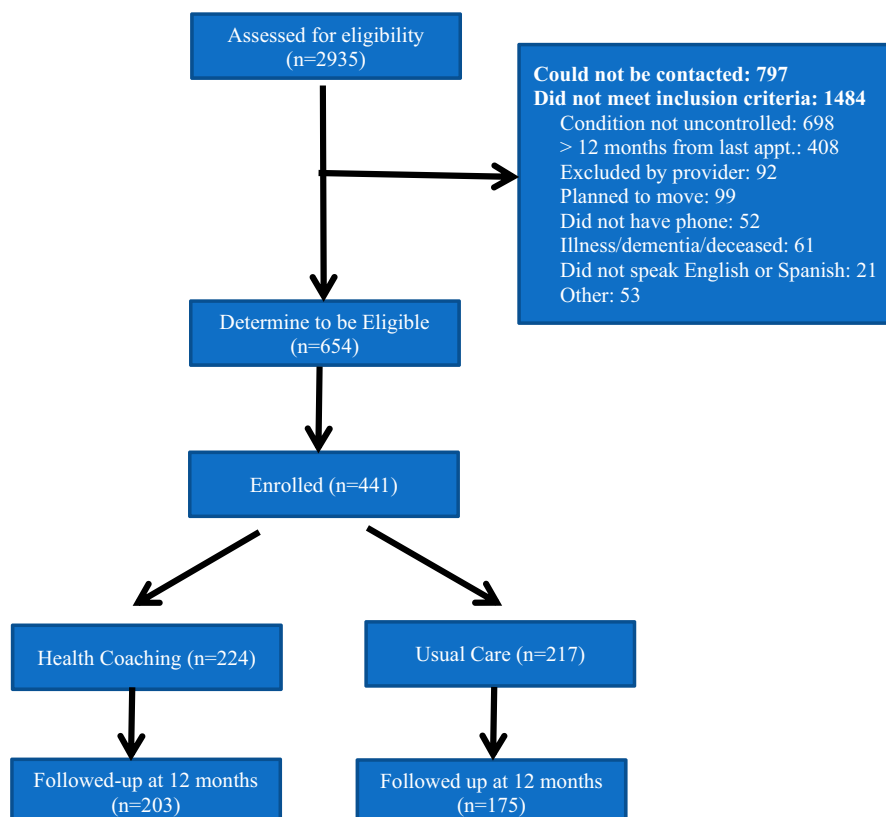 Assessed for eligibility
(n=2935)
Could not be contacted: 797
Did not meet inclusion criteria: 1484
Condition not uncontrolled: 698
> 12 months from last appt.: 408
Excluded by provider: 92
Planned to move: 99
Did not have phone: 52
Illness/dementia/deceased: 61
Did not speak English or Spanish: 21
Other: 53
Determine to be Eligible
(n=654)
Enrolled (n=441)
Health Coaching (n=224)
Usual Care (n=217)
Followed-up at 12 months
(n=203)
Followed up at 12 months
(n=175)